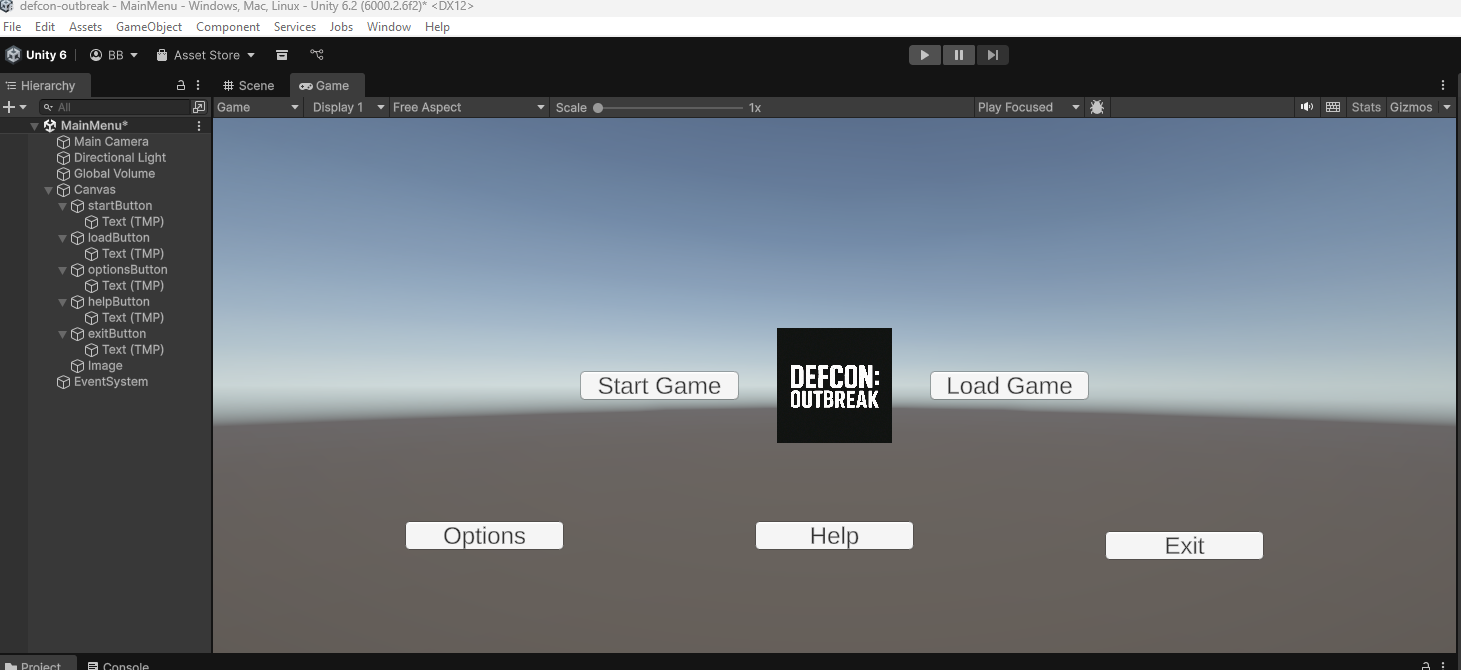 defcon-outbreak - MainMenu - Windows, Mac, Linux - Unity 6.2 (6000.2.6f2)* <DX12>
File Edit Assets GameObject Component Services Jobs Window Help
Unity 6 BB Asset Store
Hierarchy Scene Game
All Game Display 1 Free Aspect Scale 1x Play Focused Stats Gizmos
MainMenu*
Main Camera
Directional Light
Global Volume
Canvas
startButton
Text (TMP)
loadButton
Text (TMP)
optionsButton
Text (TMP)
helpButton
Text (TMP)
exitButton
Text (TMP)
Image
EventSystem
DEFCON:
OUTBREAK
Start Game Load Game
Options Help Exit
Project Console